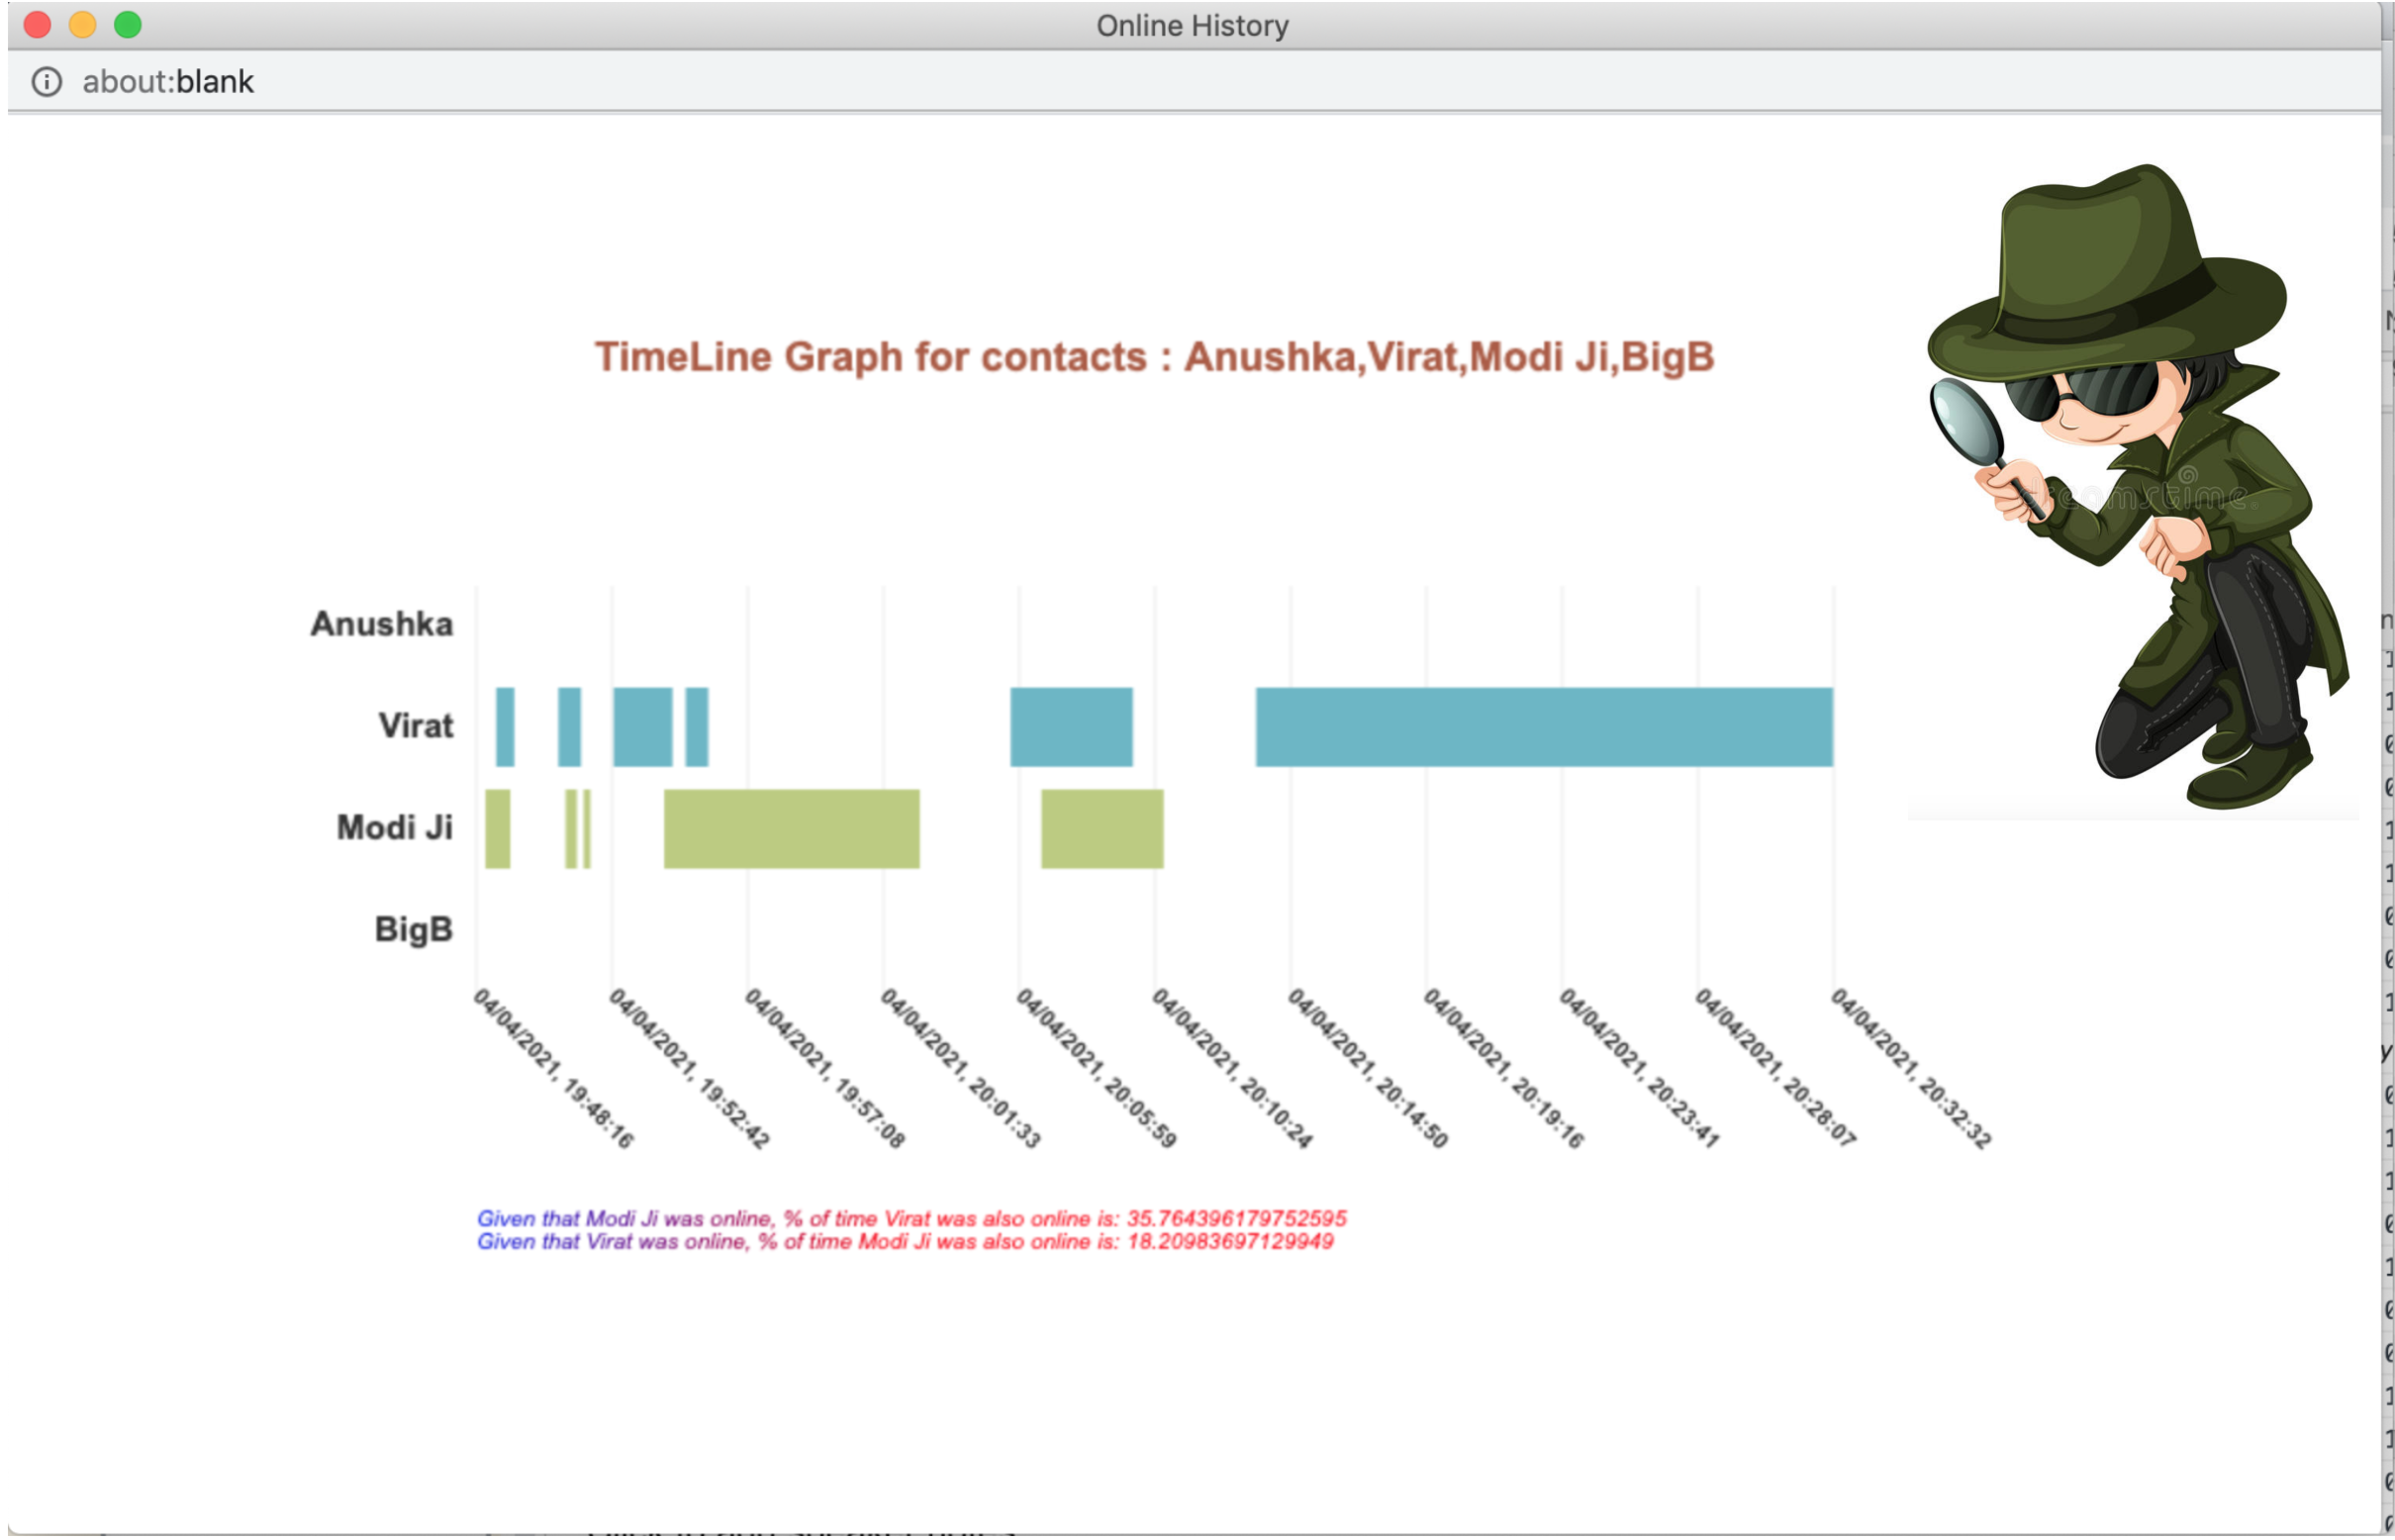 Online History
about:blank
TimeLine Graph for contacts : Anushka,Virat,Modi Ji,BigB
dreamstime.
Anushka
Virat
Modi Ji
BigB
04/04/2021, 19:48:16
04/04/2021, 19:52:42
04/04/2021, 19:57:08
04/04/2021, 20:01:33
04/04/2021, 20:05:59
04/04/2021, 20:10:24
04/04/2021, 20:14:50
04/04/2021, 20:19:16
04/04/2021, 20:23:41
04/04/2021, 20:28:07
04/04/2021, 20:32:32
Given that Modi Ji was online, % of time Virat was also online is: 35.764396179752595
Given that Virat was online, % of time Modi Ji was also online is: 18.20983697129949